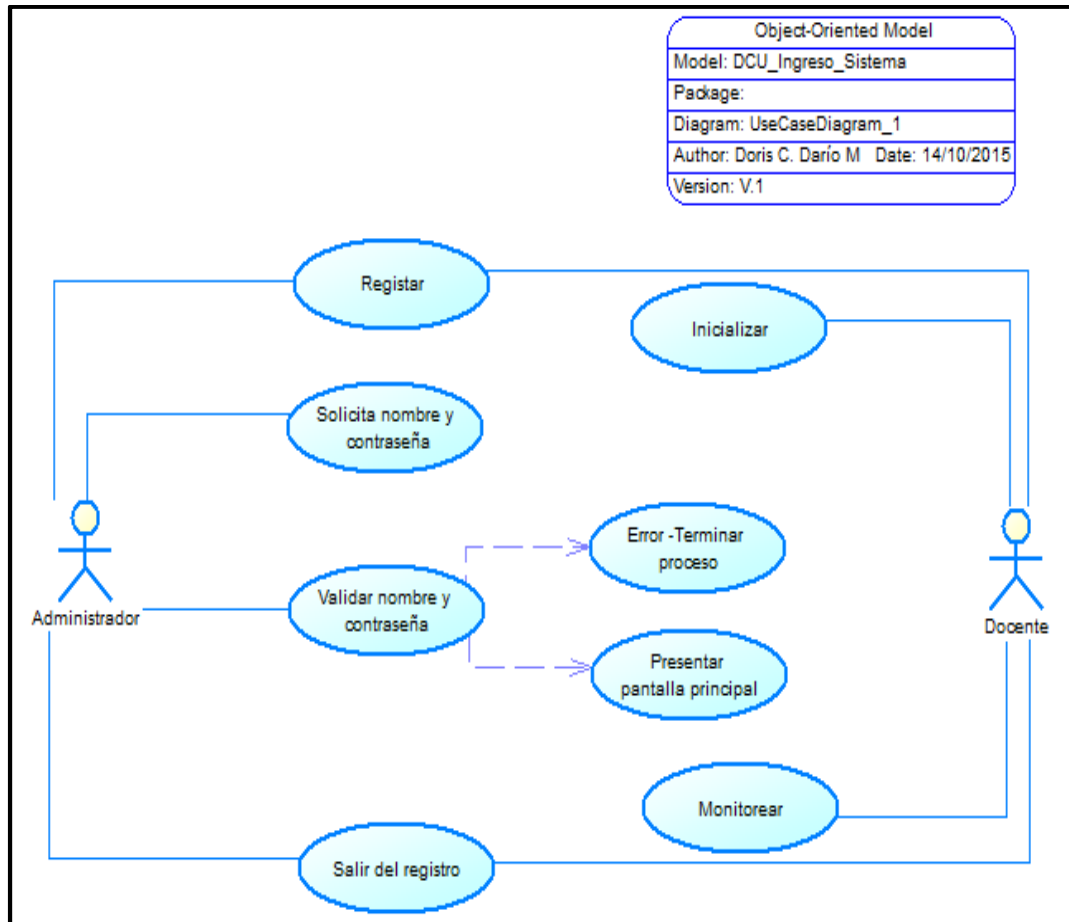 Object-Oriented Model
Model: DCU_Ingreso_Sistema
Package:
Diagram: UseCaseDiagram_1
Author: Doris C. Darío M Date: 14/10/2015
Version: V.1
Registar
Inicializar
Solicita nombre y
contraseña
Error -Terminar
proceso
Validar nombre y
contraseña
Administrador
Docente
Presentar
pantalla principal
Monitorear
Salir del registro